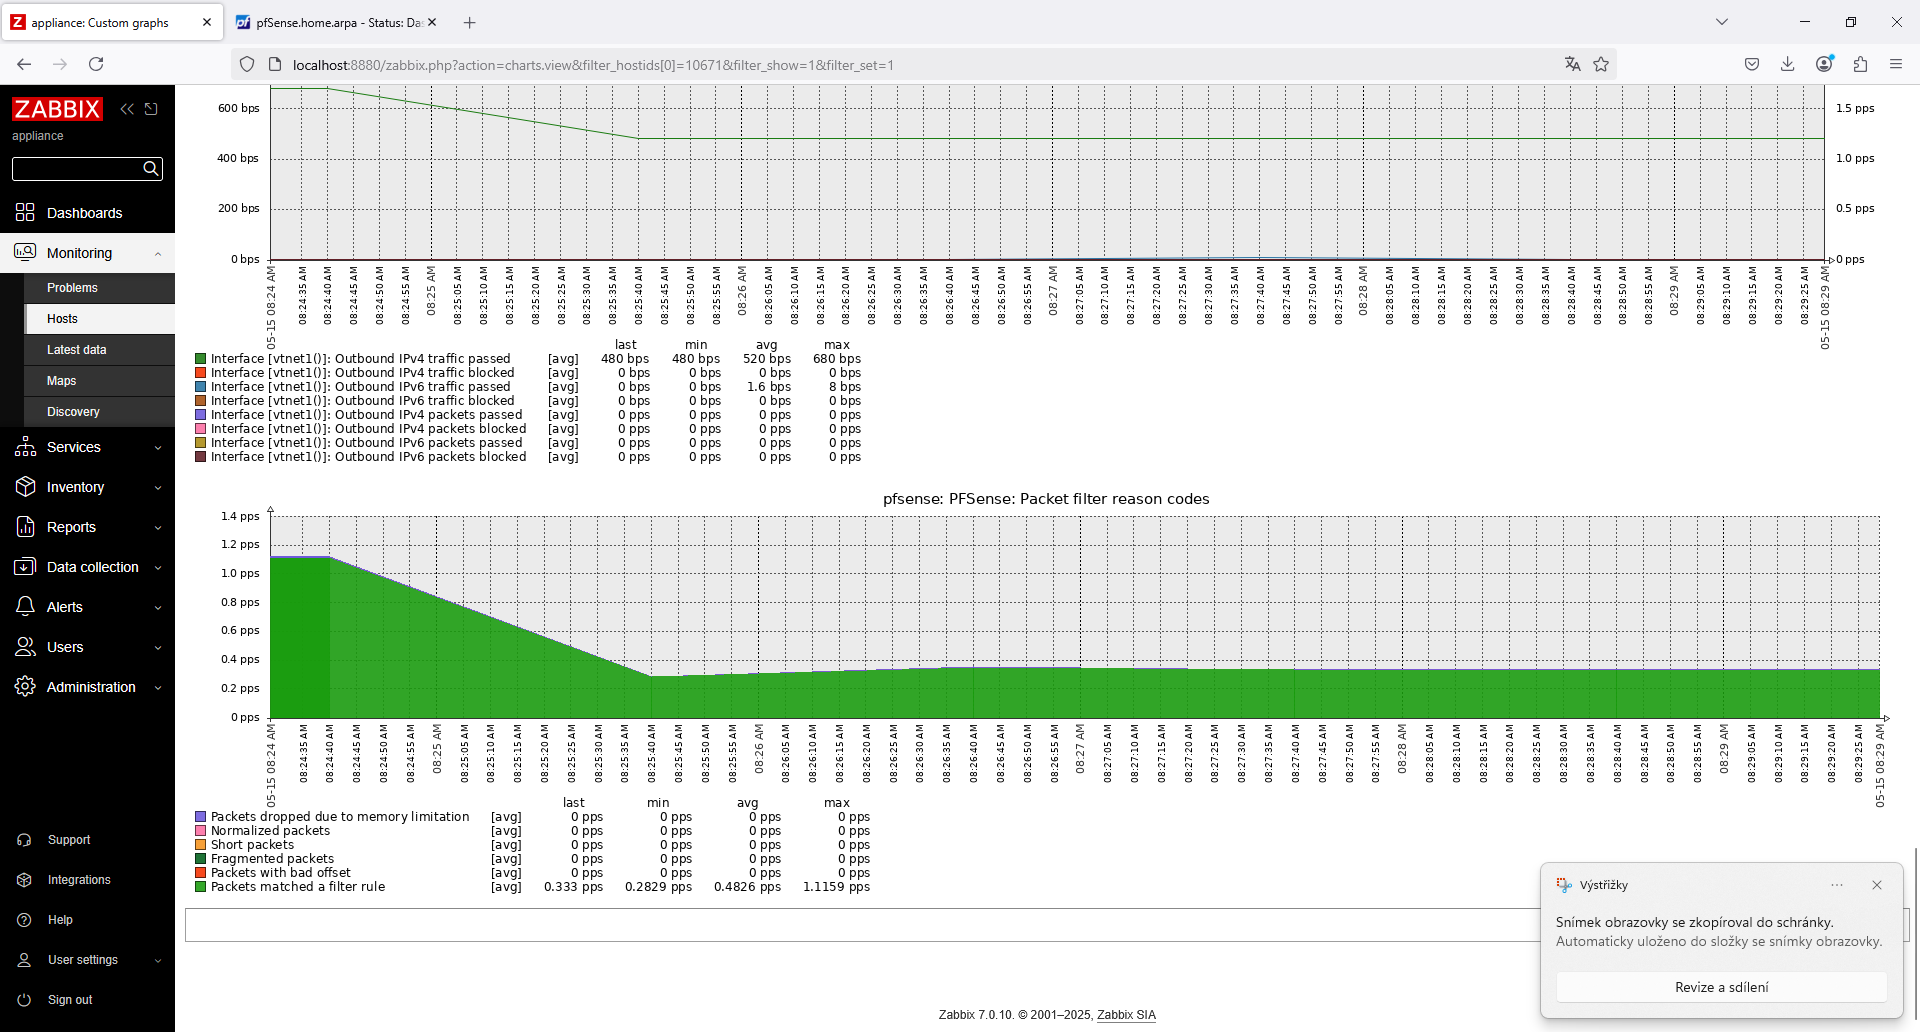 Z appliance: Custom graphs
pf pfSense.home.arpa - Status: Das
localhost:8880/zabbix.php?action=charts.view&filter_hostids[0]=10671&filter_show=1&filter_set=1
ZABBIX
appliance
Dashboards
Monitoring
Problems
Hosts
Latest data
Maps
Discovery
Services
Inventory
Reports
Data collection
Alerts
Users
Administration
Support
Integrations
Help
User settings
Sign out
600 bps 1.5 pps
400 bps 1.0 pps
200 bps 0.5 pps
0 bps 0 pps
05-15 08:24 AM 08:24:35 AM 08:24:40 AM 08:24:45 AM 08:24:50 AM 08:24:55 AM 08:25 AM 08:25:05 AM 08:25:10 AM 08:25:15 AM 08:25:20 AM 08:25:25 AM 08:25:30 AM 08:25:35 AM 08:25:40 AM 08:25:45 AM 08:25:50 AM 08:25:55 AM 08:26 AM 08:26:05 AM 08:26:10 AM 08:26:15 AM 08:26:20 AM 08:26:25 AM 08:26:30 AM 08:26:35 AM 08:26:40 AM 08:26:45 AM 08:26:50 AM 08:26:55 AM 08:27 AM 08:27:05 AM 08:27:10 AM 08:27:15 AM 08:27:20 AM 08:27:25 AM 08:27:30 AM 08:27:35 AM 08:27:40 AM 08:27:45 AM 08:27:50 AM 08:27:55 AM 08:28 AM 08:28:05 AM 08:28:10 AM 08:28:15 AM 08:28:20 AM 08:28:25 AM 08:28:30 AM 08:28:35 AM 08:28:40 AM 08:28:45 AM 08:28:50 AM 08:28:55 AM 08:29 AM 08:29:05 AM 08:29:10 AM 08:29:15 AM 08:29:20 AM 08:29:25 AM 05-15 08:29 AM
last min avg max
Interface [vtnet1()]: Outbound IPv4 traffic passed [avg] 480 bps 480 bps 520 bps 680 bps
Interface [vtnet1()]: Outbound IPv4 traffic blocked [avg] 0 bps 0 bps 0 bps 0 bps
Interface [vtnet1()]: Outbound IPv6 traffic passed [avg] 0 bps 0 bps 1.6 bps 8 bps
Interface [vtnet1()]: Outbound IPv6 traffic blocked [avg] 0 bps 0 bps 0 bps 0 bps
Interface [vtnet1()]: Outbound IPv4 packets passed [avg] 0 pps 0 pps 0 pps 0 pps
Interface [vtnet1()]: Outbound IPv4 packets blocked [avg] 0 pps 0 pps 0 pps 0 pps
Interface [vtnet1()]: Outbound IPv6 packets passed [avg] 0 pps 0 pps 0 pps 0 pps
Interface [vtnet1()]: Outbound IPv6 packets blocked [avg] 0 pps 0 pps 0 pps 0 pps
pfsense: PFSense: Packet filter reason codes
1.4 pps
1.2 pps
1.0 pps
0.8 pps
0.6 pps
0.4 pps
0.2 pps
0 pps
05-15 08:24 AM 08:24:35 AM 08:24:40 AM 08:24:45 AM 08:24:50 AM 08:24:55 AM 08:25 AM 08:25:05 AM 08:25:10 AM 08:25:15 AM 08:25:20 AM 08:25:25 AM 08:25:30 AM 08:25:35 AM 08:25:40 AM 08:25:45 AM 08:25:50 AM 08:25:55 AM 08:26 AM 08:26:05 AM 08:26:10 AM 08:26:15 AM 08:26:20 AM 08:26:25 AM 08:26:30 AM 08:26:35 AM 08:26:40 AM 08:26:45 AM 08:26:50 AM 08:26:55 AM 08:27 AM 08:27:05 AM 08:27:10 AM 08:27:15 AM 08:27:20 AM 08:27:25 AM 08:27:30 AM 08:27:35 AM 08:27:40 AM 08:27:45 AM 08:27:50 AM 08:27:55 AM 08:28 AM 08:28:05 AM 08:28:10 AM 08:28:15 AM 08:28:20 AM 08:28:25 AM 08:28:30 AM 08:28:35 AM 08:28:40 AM 08:28:45 AM 08:28:50 AM 08:28:55 AM 08:29 AM 08:29:05 AM 08:29:10 AM 08:29:15 AM 08:29:20 AM 08:29:25 AM 05-15 08:29 AM
last min avg max
Packets dropped due to memory limitation [avg] 0 pps 0 pps 0 pps 0 pps
Normalized packets [avg] 0 pps 0 pps 0 pps 0 pps
Short packets [avg] 0 pps 0 pps 0 pps 0 pps
Fragmented packets [avg] 0 pps 0 pps 0 pps 0 pps
Packets with bad offset [avg] 0 pps 0 pps 0 pps 0 pps
Packets matched a filter rule [avg] 0.333 pps 0.2829 pps 0.4826 pps 1.1159 pps
Výstřižky
Snímek obrazovky se zkopíroval do schránky.
Automaticky uloženo do složky se snímky obrazovky.
Revize a sdílení
Zabbix 7.0.10. © 2001–2025, Zabbix SIA